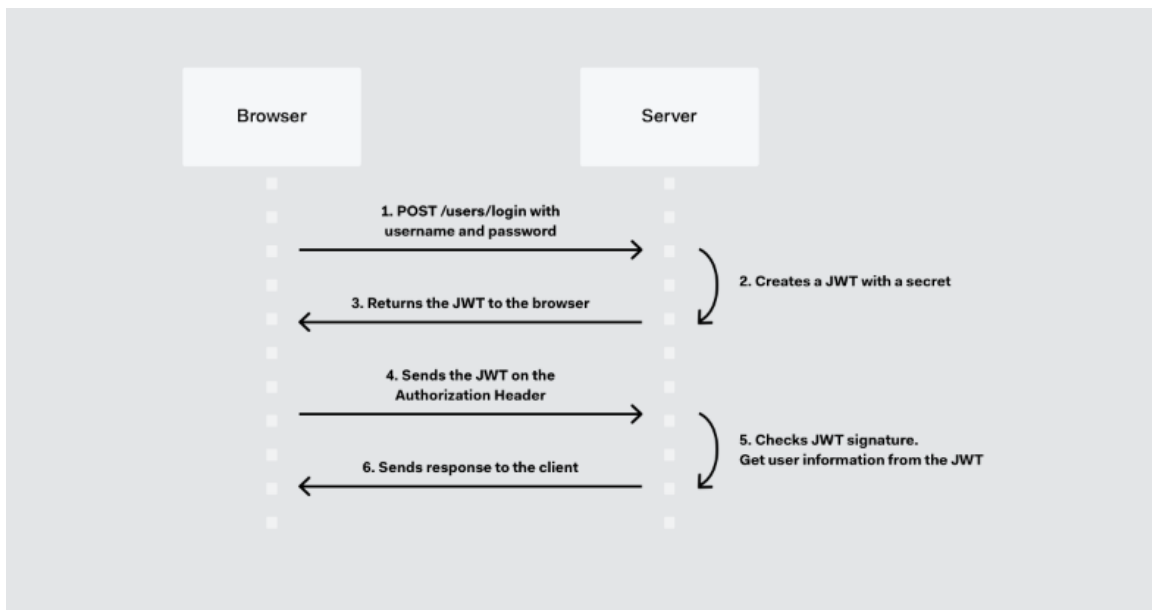 Browser
Server
1. POST /users/login with
username and password
2. Creates a JWT with a secret
3. Returns the JWT to the browser
4. Sends the JWT on the
Authorization Header
5. Checks JWT signature.
Get user information from the JWT
6. Sends response to the client